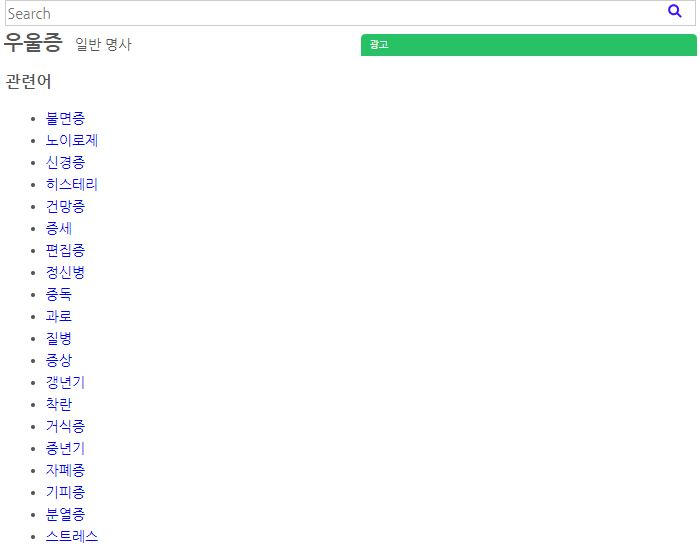 Search
우울증 일반 명사
광고
관련어
불면증
노이로제
신경증
히스테리
건망증
증세
편집증
정신병
중독
과로
질병
증상
갱년기
착란
거식증
중년기
자폐증
기피증
분열증
스트레스